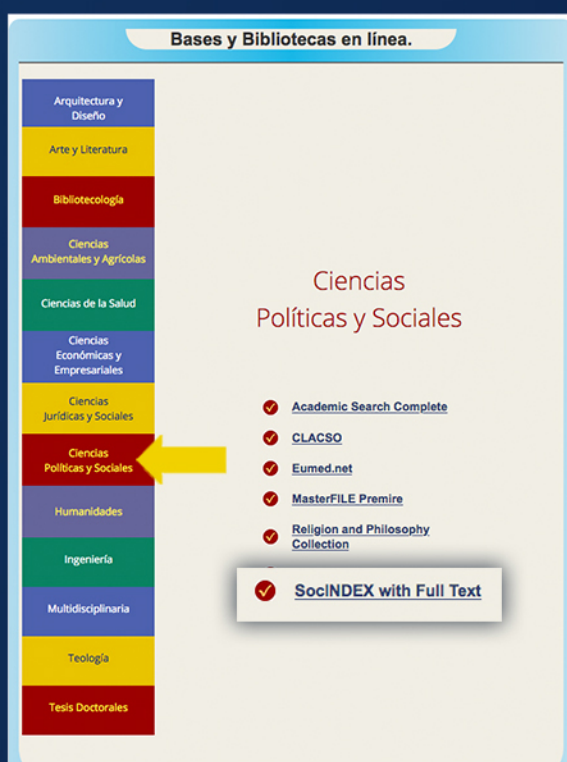 Bases y Bibliotecas en línea.
Arquitectura y
Diseño
Arte y Literatura
Bibliotecología
Ciencias
Ambientales y Agrícolas
Ciencias de la Salud
Ciencias
Económicas y
Empresariales
Ciencias
Jurídicas y Sociales
Ciencias
Políticas y Sociales
Humanidades
Ingeniería
Multidisciplinaria
Teología
Tesis Doctorales
Ciencias
Políticas y Sociales
Academic Search Complete
CLACSO
Eumed.net
MasterFILE Premire
Religion and Philosophy
Collection
SocINDEX with Full Text